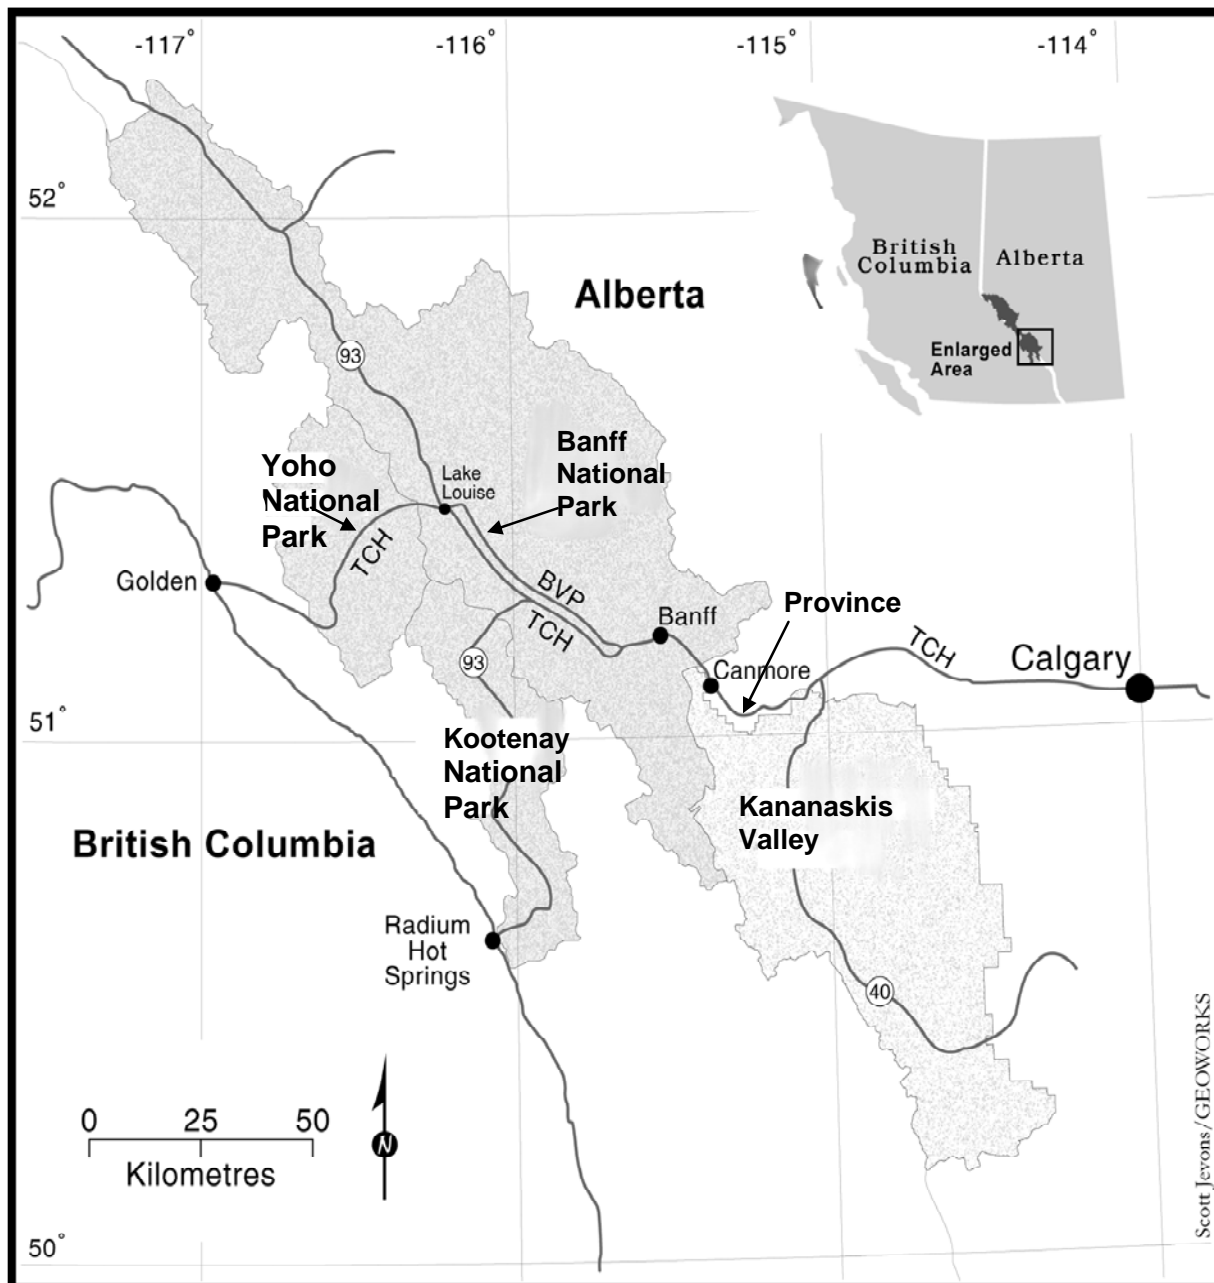 -117°
-116°
-115°
-114°
52°
British
Columbia
Alberta
Enlarged
Area
Alberta
93
Yoho
National
Park
Lake
Louise
Banff
National
Park
TCH
Golden
BVP
TCH
Banff
Province
TCH
Calgary
Canmore
93
51°
Kootenay
National
Park
Kananaskis
Valley
British Columbia
Radium
Hot
Springs
40
0 25 50
Kilometres
N
50°
Scott Jevons/GEOWORKS